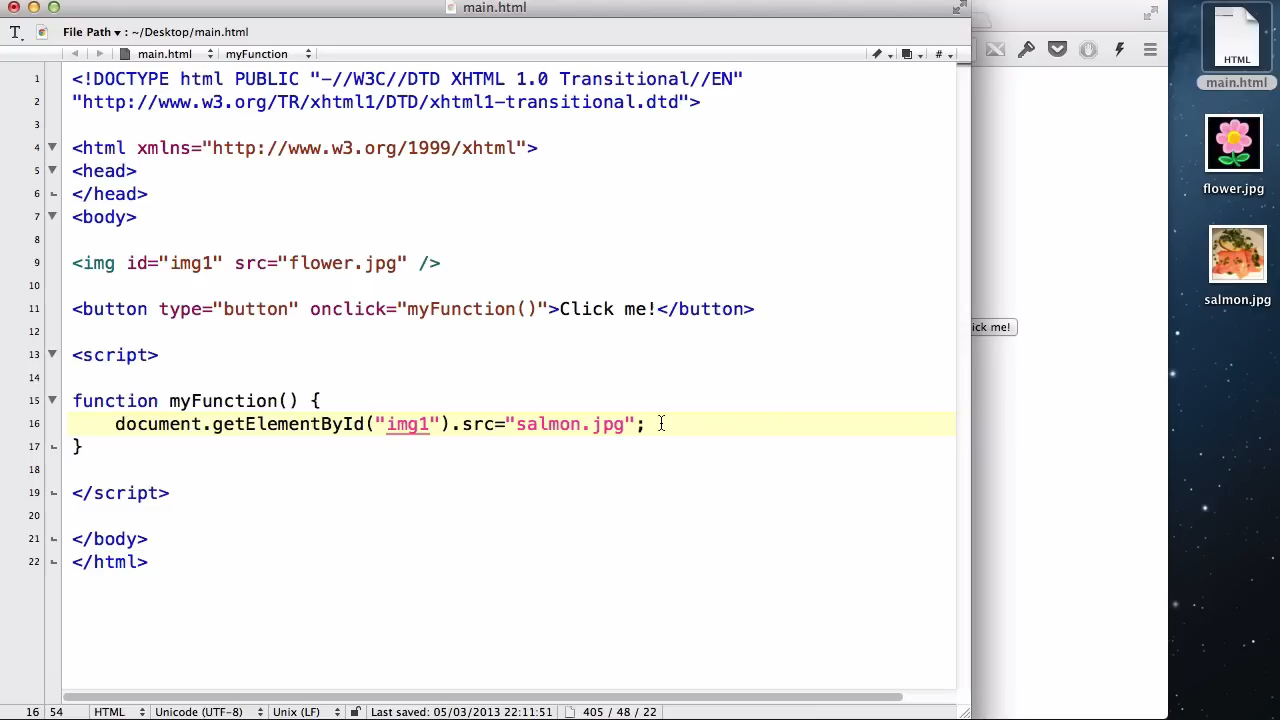 main.html
File Path ▾ : ~/Desktop/main.html
main.html myFunction #
1 <!DOCTYPE html PUBLIC "-//W3C//DTD XHTML 1.0 Transitional//EN"
2 "http://www.w3.org/TR/xhtml1/DTD/xhtml1-transitional.dtd">
3
4 <html xmlns="http://www.w3.org/1999/xhtml">
5 <head>
6 </head>
7 <body>
8
9 <img id="img1" src="flower.jpg" />
10
11 <button type="button" onclick="myFunction()">Click me!</button>
12
13 <script>
14
15 function myFunction() {
16 document.getElementById("img1").src="salmon.jpg";
17 }
18
19 </script>
20
21 </body>
22 </html>
16 54 HTML Unicode (UTF-8) Unix (LF) Last saved: 05/03/2013 22:11:51 405 / 48 / 22
ick me!
HTML
main.html
flower.jpg
salmon.jpg